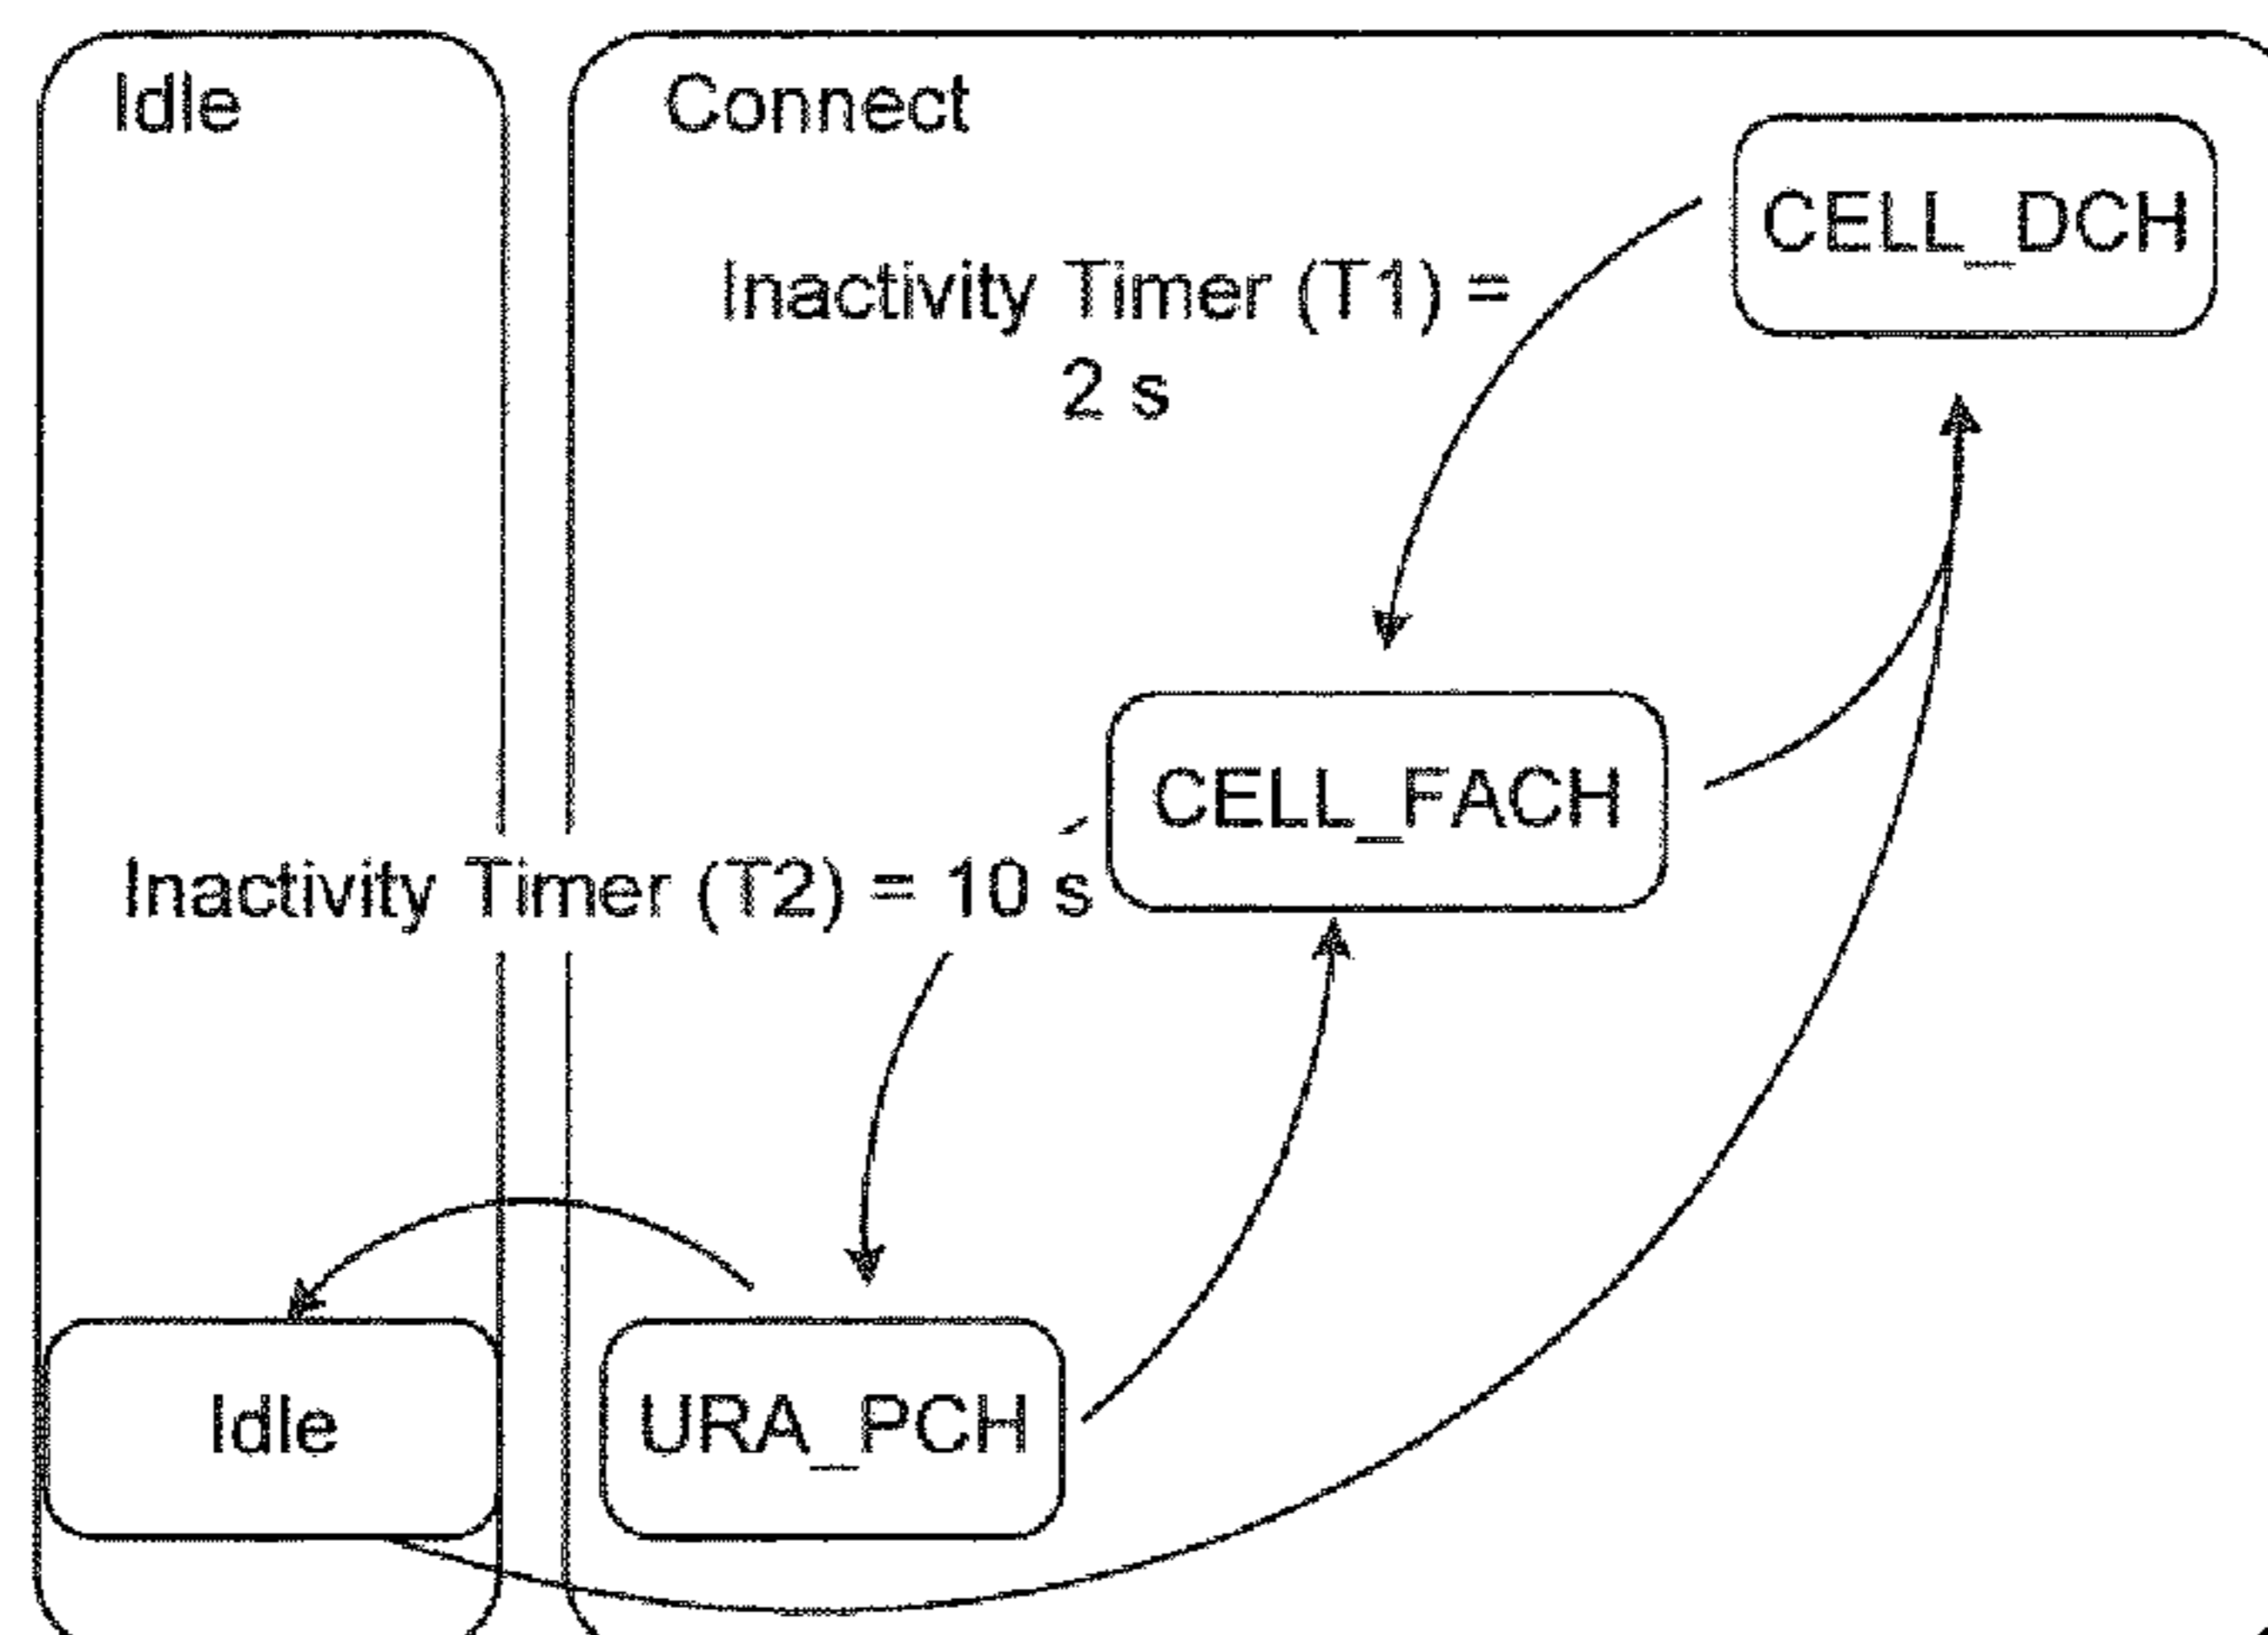 Idle
Connect
CELL_DCH
Inactivity Timer (T1) =
2 s
CELL_FACH
Inactivity Timer (T2) = 10 s
Idle
URA_PCH